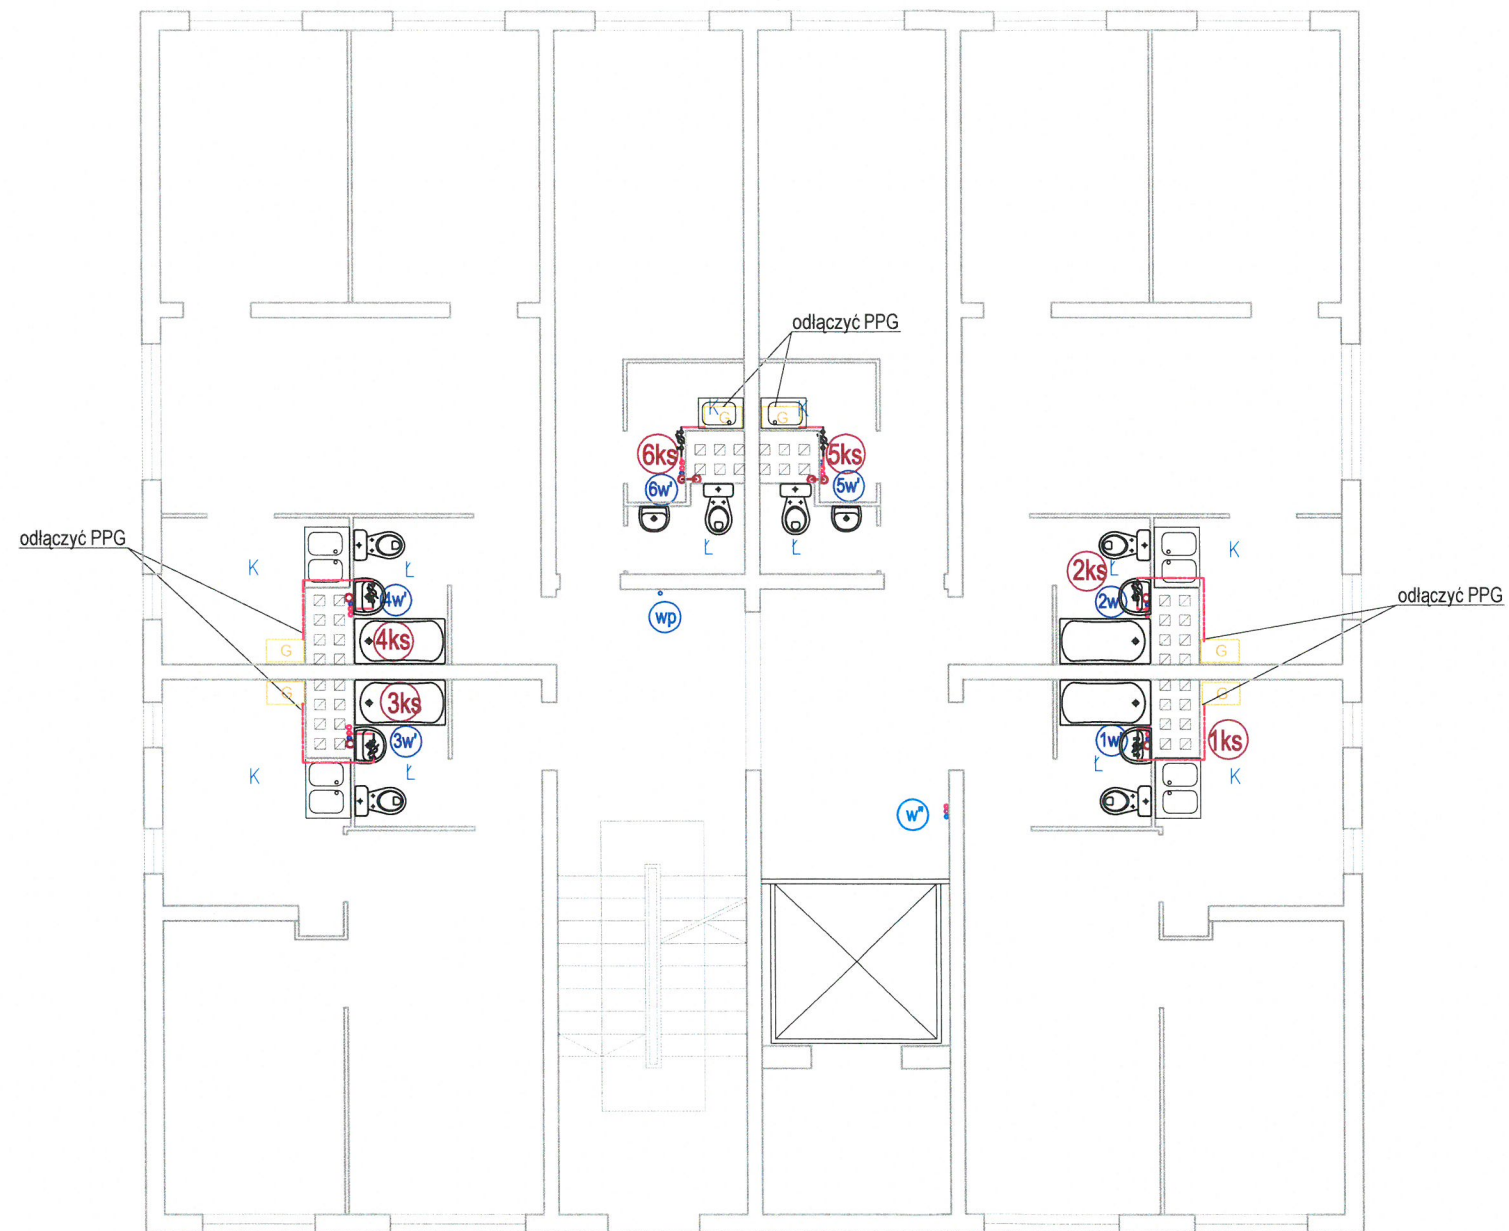 odłączyć PPG
K
K
G
G
6ks
5ks
6w'
5w'
Ł
Ł
odłączyć PPG
K
Ł
4w'
4ks
G
G
3ks
3w'
K
Ł
wp
2ks
Ł
K
2w'
odłączyć PPG
G
G
1w'
1ks
Ł
K
w"